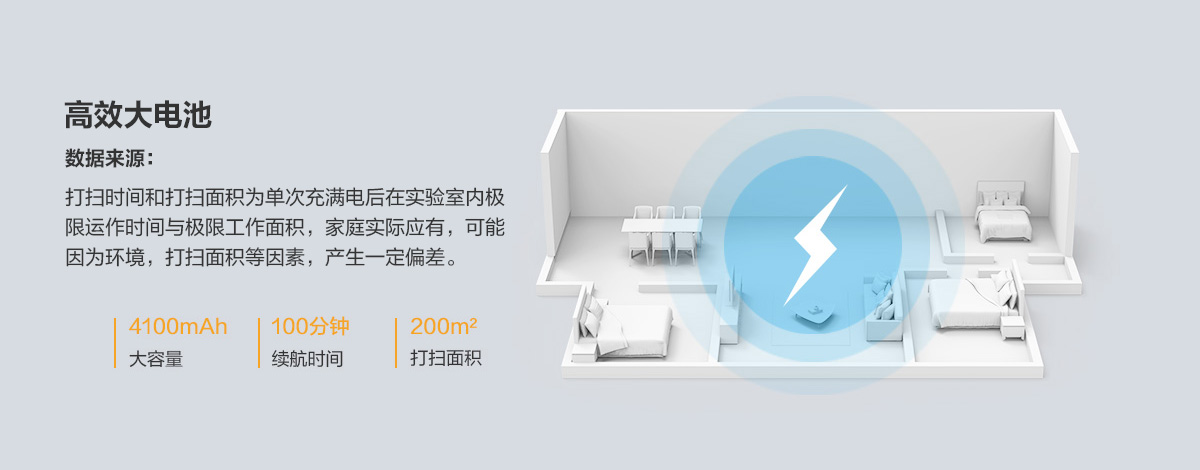 高效大电池
数据来源：
打扫时间和打扫面积为单次充满电后在实验室内极
限运作时间与极限工作面积，家庭实际应有，可能
因为环境，打扫面积等因素，产生一定偏差。
4100mAh
大容量
100分钟
续航时间
200m²
打扫面积